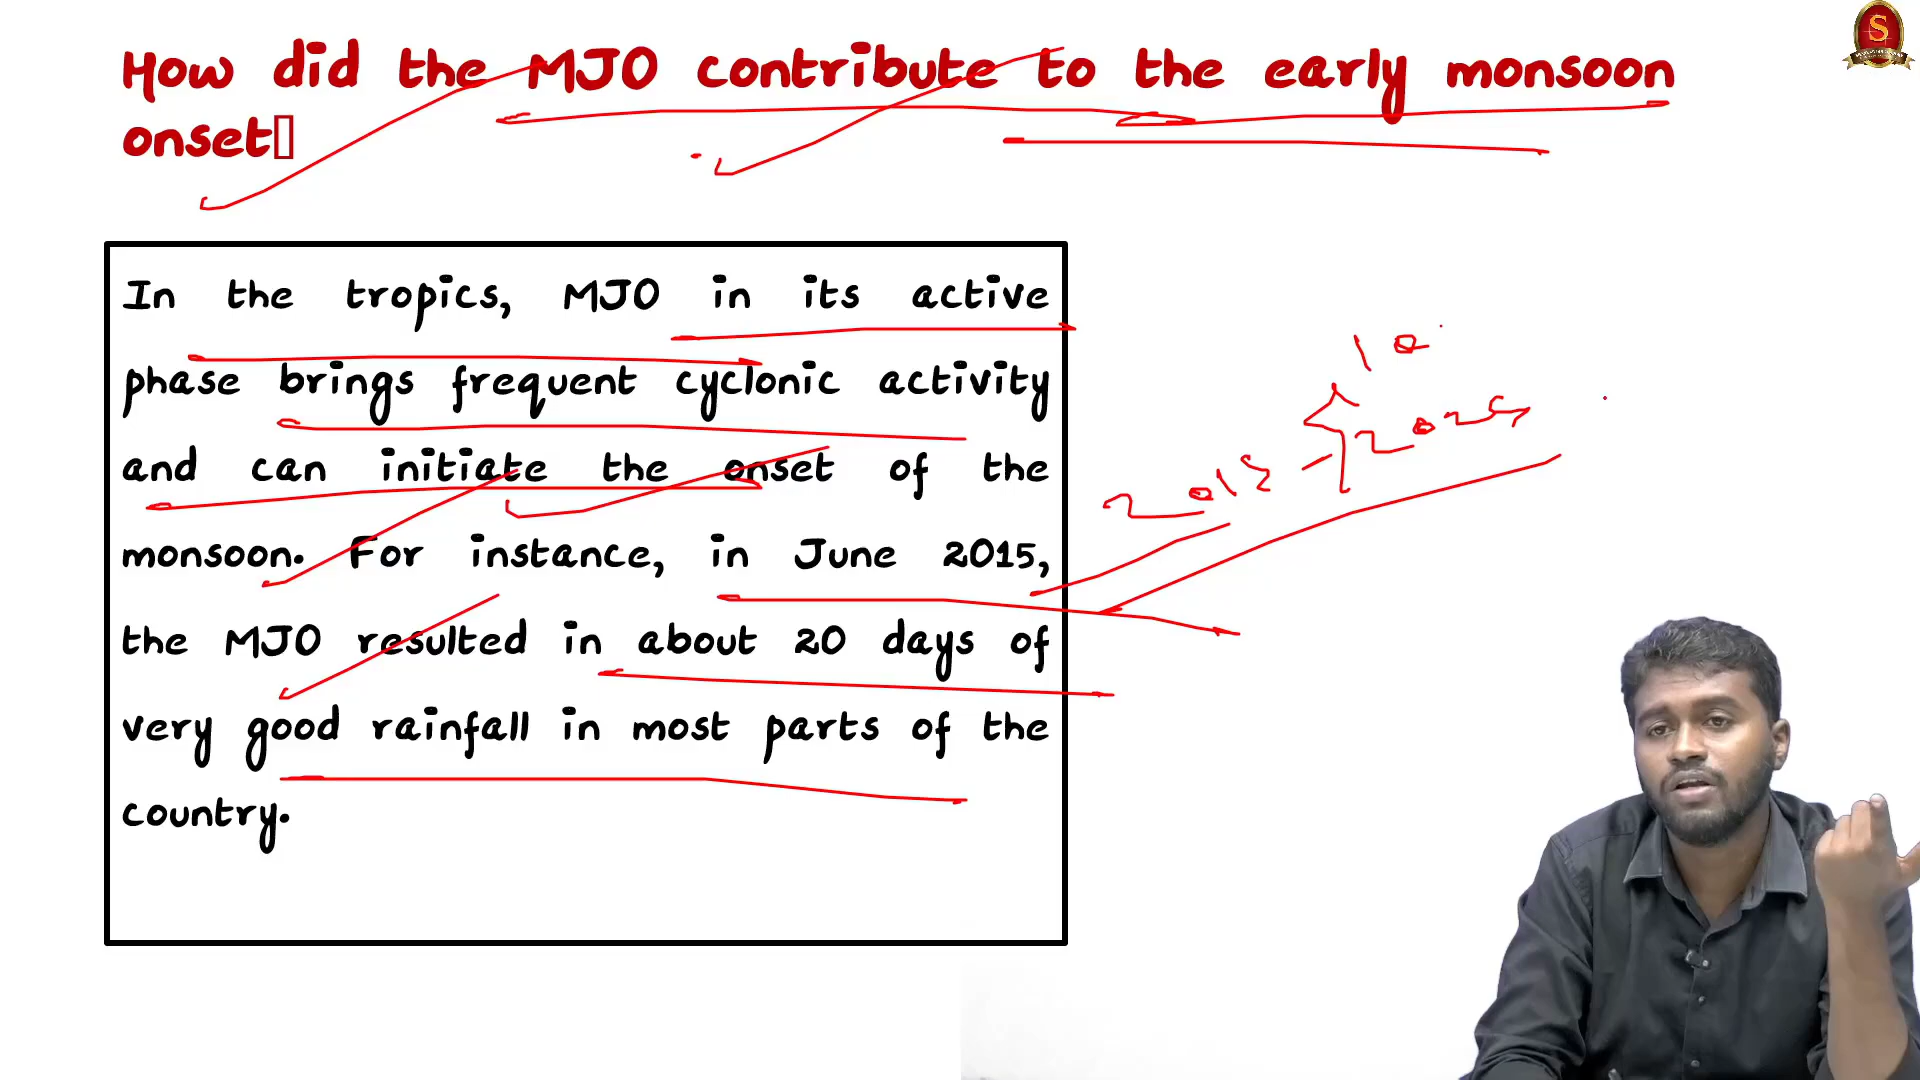 How did the MJO contribute to the early monsoon
onset
In the tropics, MJO in its active
phase brings frequent cyclonic activity
and can initiate the onset of the
monsoon. For instance, in June 2015,
the MJO resulted in about 20 days of
very good rainfall in most parts of the
country.
10
2025
S